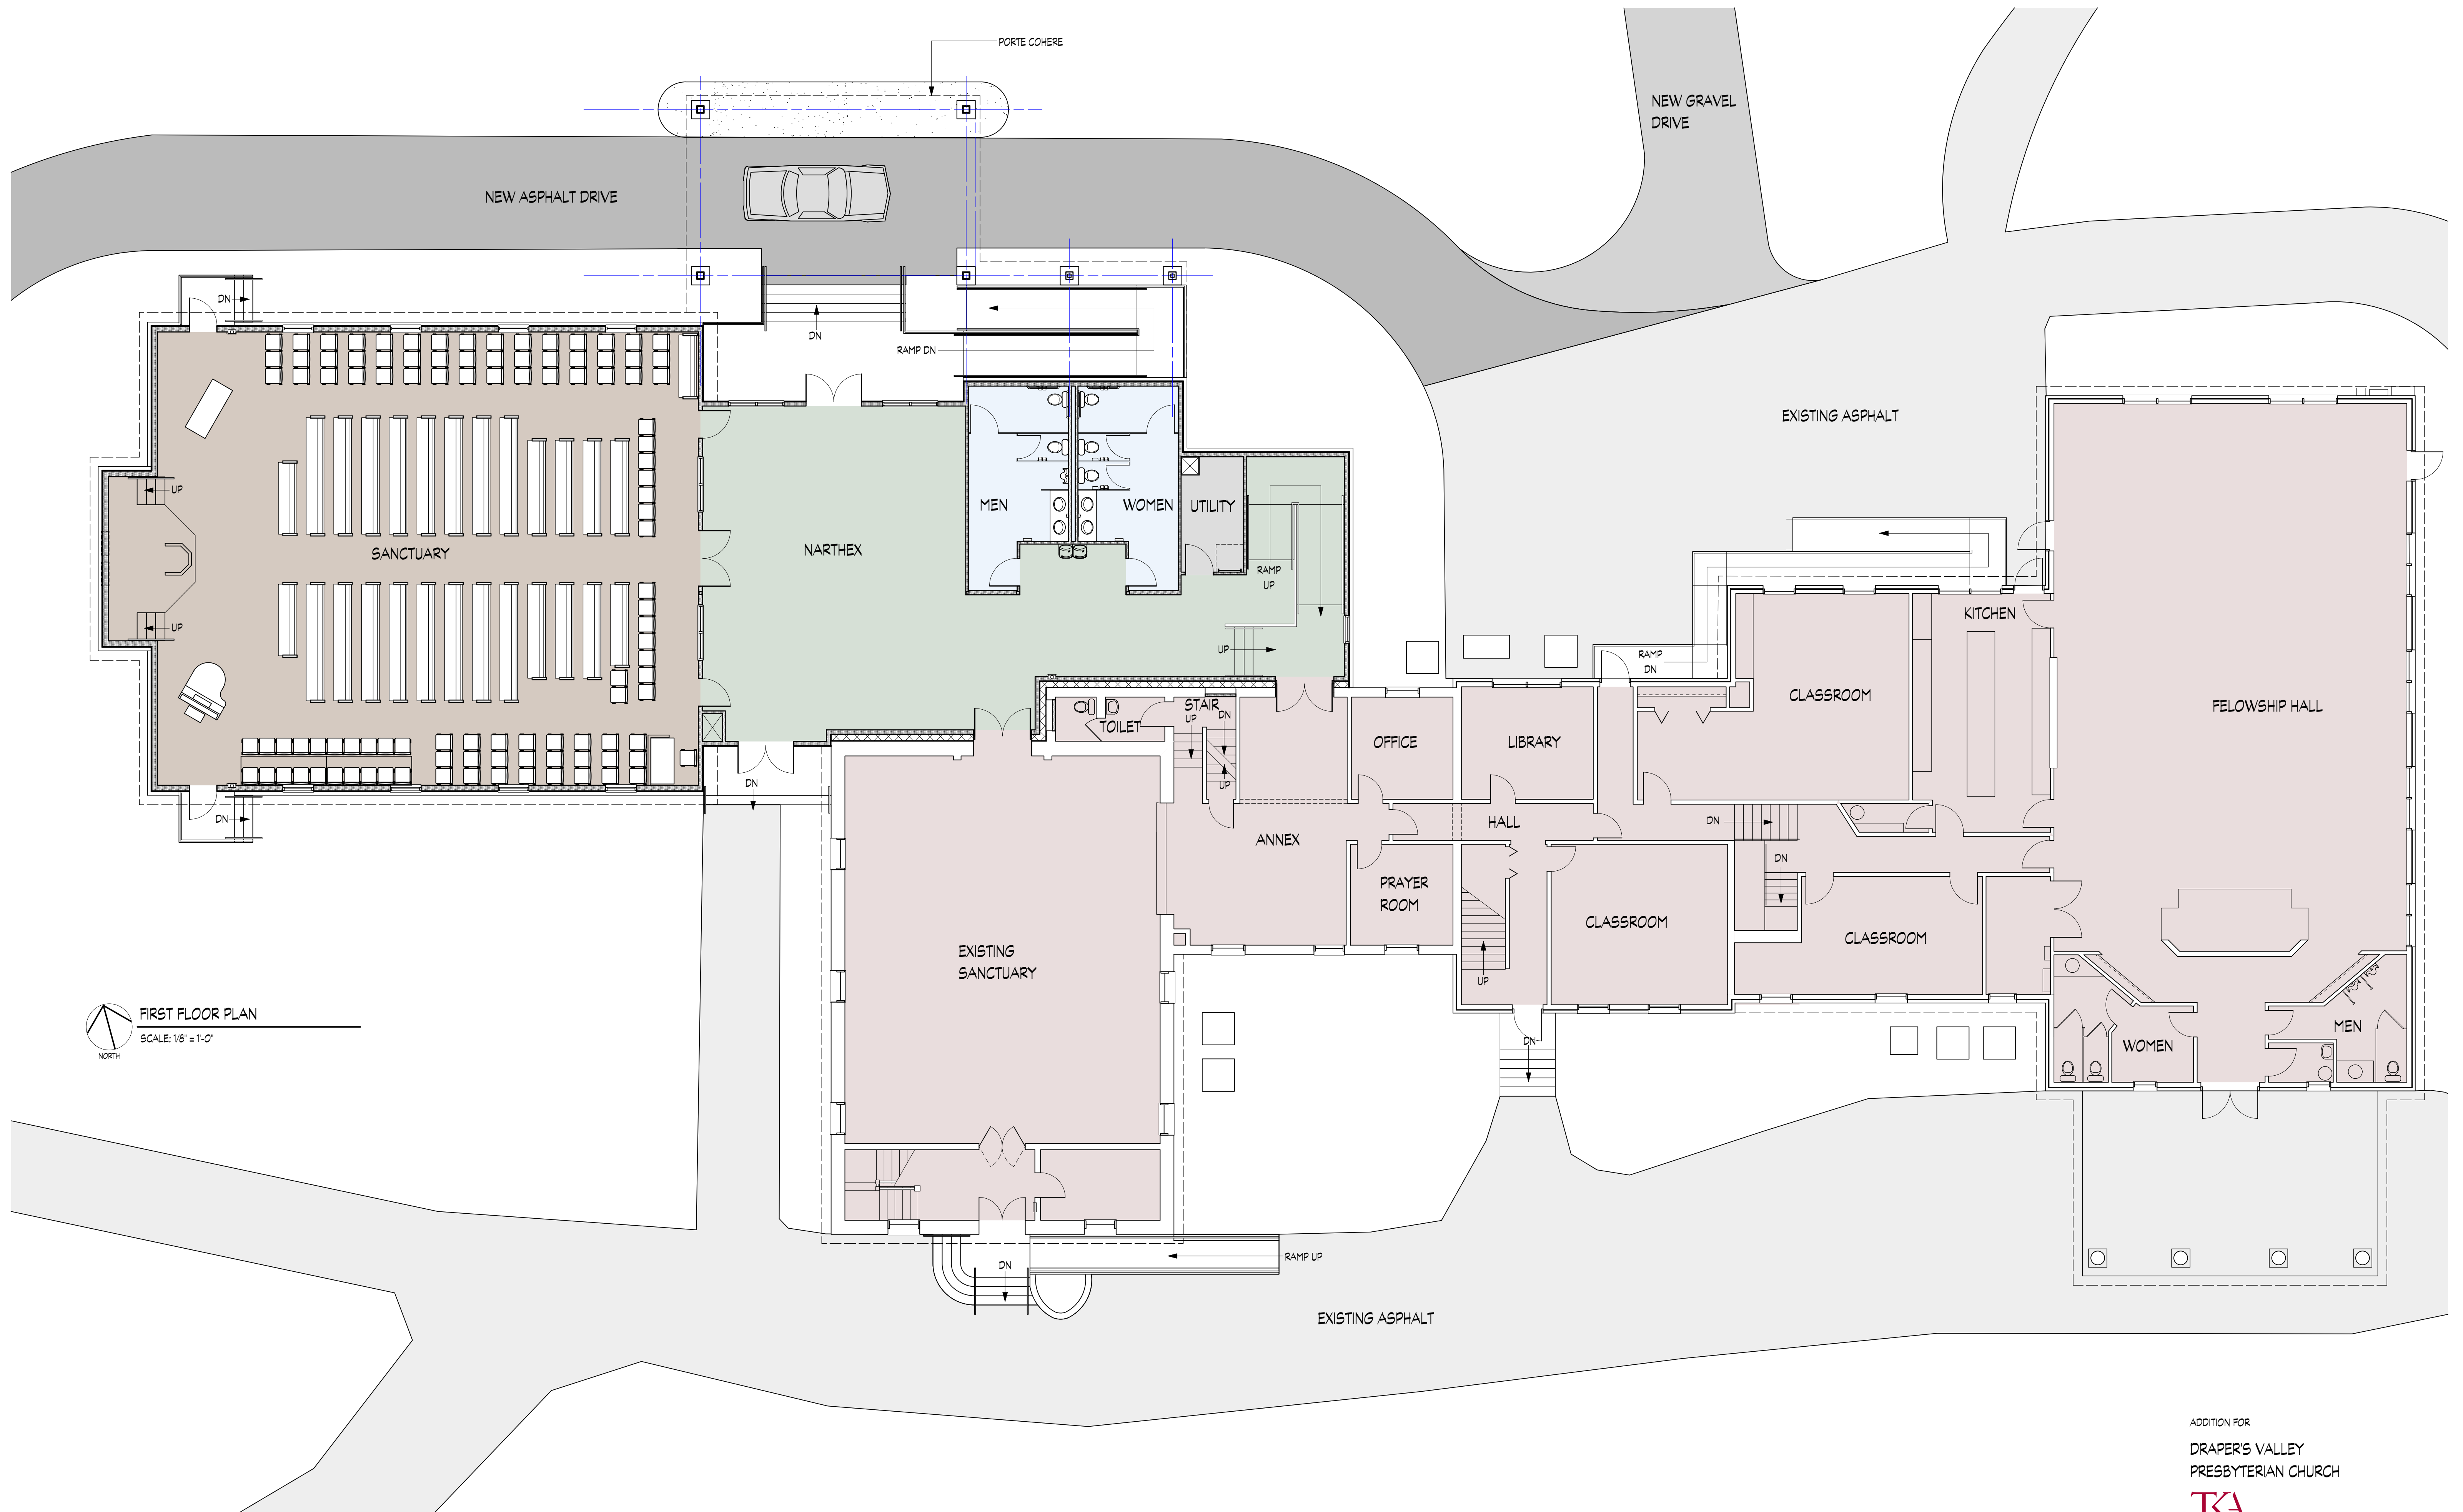 PORTE COHERE
NEW GRAVEL
DRIVE
NEW ASPHALT DRIVE
DN
DN
RAMP DN
EXISTING ASPHALT
UP
MEN
WOMEN
UTILITY
SANCTUARY
NARTHEX
RAMP
UP
KITCHEN
UP
UP
RAMP
DN
CLASSROOM
FELOWSHIP HALL
STAIR
TOILET
UP
DN
OFFICE
LIBRARY
DN
UP
DN
DN
HALL
ANNEX
DN
PRAYER
ROOM
CLASSROOM
CLASSROOM
EXISTING
SANCTUARY
UP
FIRST FLOOR PLAN
SCALE: 1/8" = 1'-0"
NORTH
DN
WOMEN
MEN
RAMP UP
DN
EXISTING ASPHALT
ADDITION FOR
DRAPER'S VALLEY
PRESBYTERIAN CHURCH
TKA